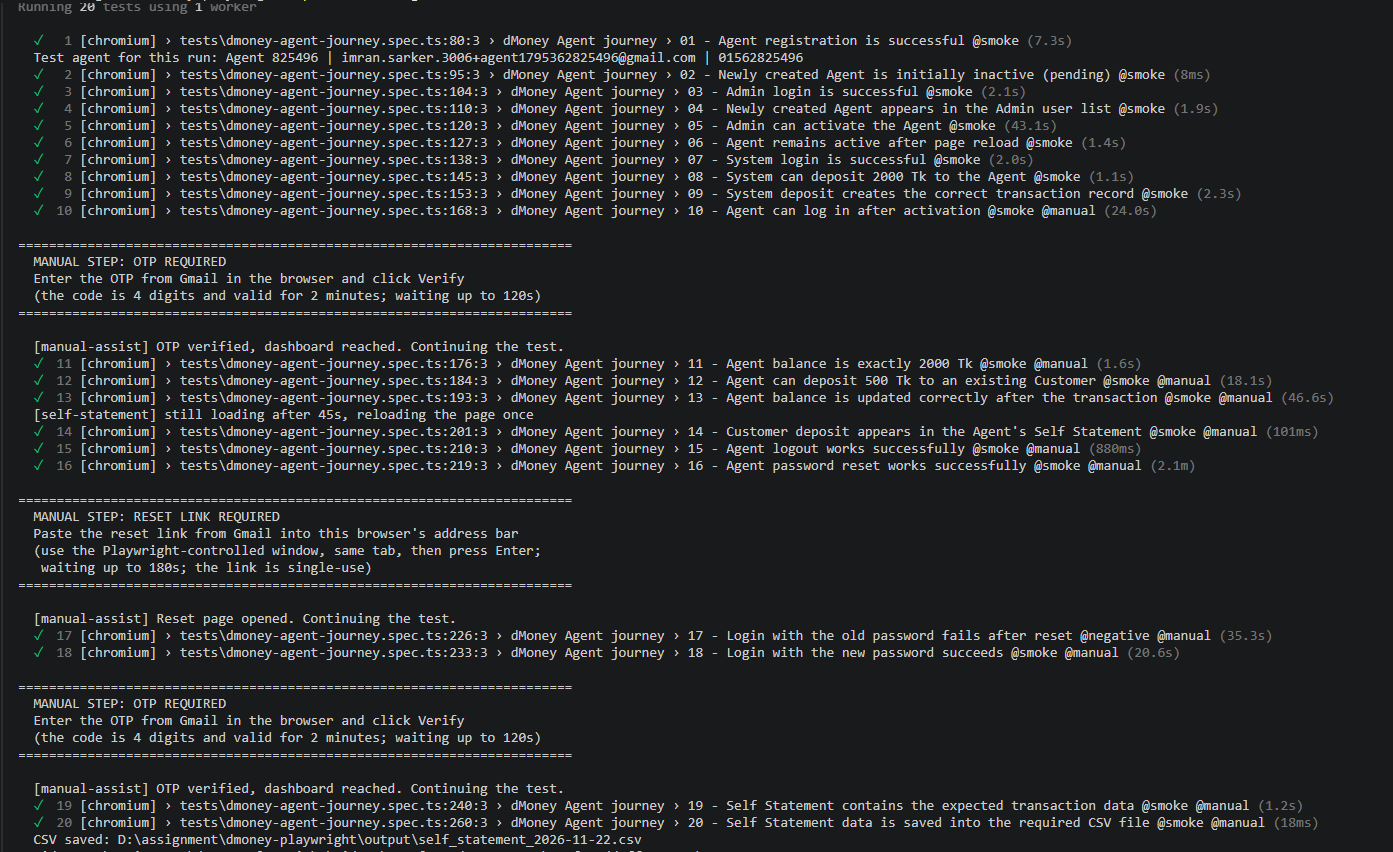 Running 20 tests using 1 worker
✓ 1 [chromium] › tests\dmoney-agent-journey.spec.ts:80:3 › dMoney Agent journey › 01 - Agent registration is successful @smoke (7.3s)
Test agent for this run: Agent 825496 | imran.sarker.3006+agent1795362825496@gmail.com | 01562825496
✓ 2 [chromium] › tests\dmoney-agent-journey.spec.ts:95:3 › dMoney Agent journey › 02 - Newly created Agent is initially inactive (pending) @smoke (8ms)
✓ 3 [chromium] › tests\dmoney-agent-journey.spec.ts:104:3 › dMoney Agent journey › 03 - Admin login is successful @smoke (2.1s)
✓ 4 [chromium] › tests\dmoney-agent-journey.spec.ts:110:3 › dMoney Agent journey › 04 - Newly created Agent appears in the Admin user list @smoke (1.9s)
✓ 5 [chromium] › tests\dmoney-agent-journey.spec.ts:120:3 › dMoney Agent journey › 05 - Admin can activate the Agent @smoke (43.1s)
✓ 6 [chromium] › tests\dmoney-agent-journey.spec.ts:127:3 › dMoney Agent journey › 06 - Agent remains active after page reload @smoke (1.4s)
✓ 7 [chromium] › tests\dmoney-agent-journey.spec.ts:138:3 › dMoney Agent journey › 07 - System login is successful @smoke (2.0s)
✓ 8 [chromium] › tests\dmoney-agent-journey.spec.ts:145:3 › dMoney Agent journey › 08 - System can deposit 2000 Tk to the Agent @smoke (1.1s)
✓ 9 [chromium] › tests\dmoney-agent-journey.spec.ts:153:3 › dMoney Agent journey › 09 - System deposit creates the correct transaction record @smoke (2.3s)
✓ 10 [chromium] › tests\dmoney-agent-journey.spec.ts:168:3 › dMoney Agent journey › 10 - Agent can log in after activation @smoke @manual (24.0s)
========================================================================
MANUAL STEP: OTP REQUIRED
Enter the OTP from Gmail in the browser and click Verify
(the code is 4 digits and valid for 2 minutes; waiting up to 120s)
========================================================================
[manual-assist] OTP verified, dashboard reached. Continuing the test.
✓ 11 [chromium] › tests\dmoney-agent-journey.spec.ts:176:3 › dMoney Agent journey › 11 - Agent balance is exactly 2000 Tk @smoke @manual (1.6s)
✓ 12 [chromium] › tests\dmoney-agent-journey.spec.ts:184:3 › dMoney Agent journey › 12 - Agent can deposit 500 Tk to an existing Customer @smoke @manual (18.1s)
✓ 13 [chromium] › tests\dmoney-agent-journey.spec.ts:193:3 › dMoney Agent journey › 13 - Agent balance is updated correctly after the transaction @smoke @manual (46.6s)
[self-statement] still loading after 45s, reloading the page once
✓ 14 [chromium] › tests\dmoney-agent-journey.spec.ts:201:3 › dMoney Agent journey › 14 - Customer deposit appears in the Agent's Self Statement @smoke @manual (101ms)
✓ 15 [chromium] › tests\dmoney-agent-journey.spec.ts:210:3 › dMoney Agent journey › 15 - Agent logout works successfully @smoke @manual (880ms)
✓ 16 [chromium] › tests\dmoney-agent-journey.spec.ts:219:3 › dMoney Agent journey › 16 - Agent password reset works successfully @smoke @manual (2.1m)
========================================================================
MANUAL STEP: RESET LINK REQUIRED
Paste the reset link from Gmail into this browser's address bar
(use the Playwright-controlled window, same tab, then press Enter;
waiting up to 180s; the link is single-use)
========================================================================
[manual-assist] Reset page opened. Continuing the test.
✓ 17 [chromium] › tests\dmoney-agent-journey.spec.ts:226:3 › dMoney Agent journey › 17 - Login with the old password fails after reset @negative @manual (35.3s)
✓ 18 [chromium] › tests\dmoney-agent-journey.spec.ts:233:3 › dMoney Agent journey › 18 - Login with the new password succeeds @smoke @manual (20.6s)
========================================================================
MANUAL STEP: OTP REQUIRED
Enter the OTP from Gmail in the browser and click Verify
(the code is 4 digits and valid for 2 minutes; waiting up to 120s)
========================================================================
[manual-assist] OTP verified, dashboard reached. Continuing the test.
✓ 19 [chromium] › tests\dmoney-agent-journey.spec.ts:240:3 › dMoney Agent journey › 19 - Self Statement contains the expected transaction data @smoke @manual (1.2s)
✓ 20 [chromium] › tests\dmoney-agent-journey.spec.ts:260:3 › dMoney Agent journey › 20 - Self Statement data is saved into the required CSV file @smoke @manual (18ms)
CSV saved: D:\assignment\dmoney-playwright\output\self_statement_2026-11-22.csv